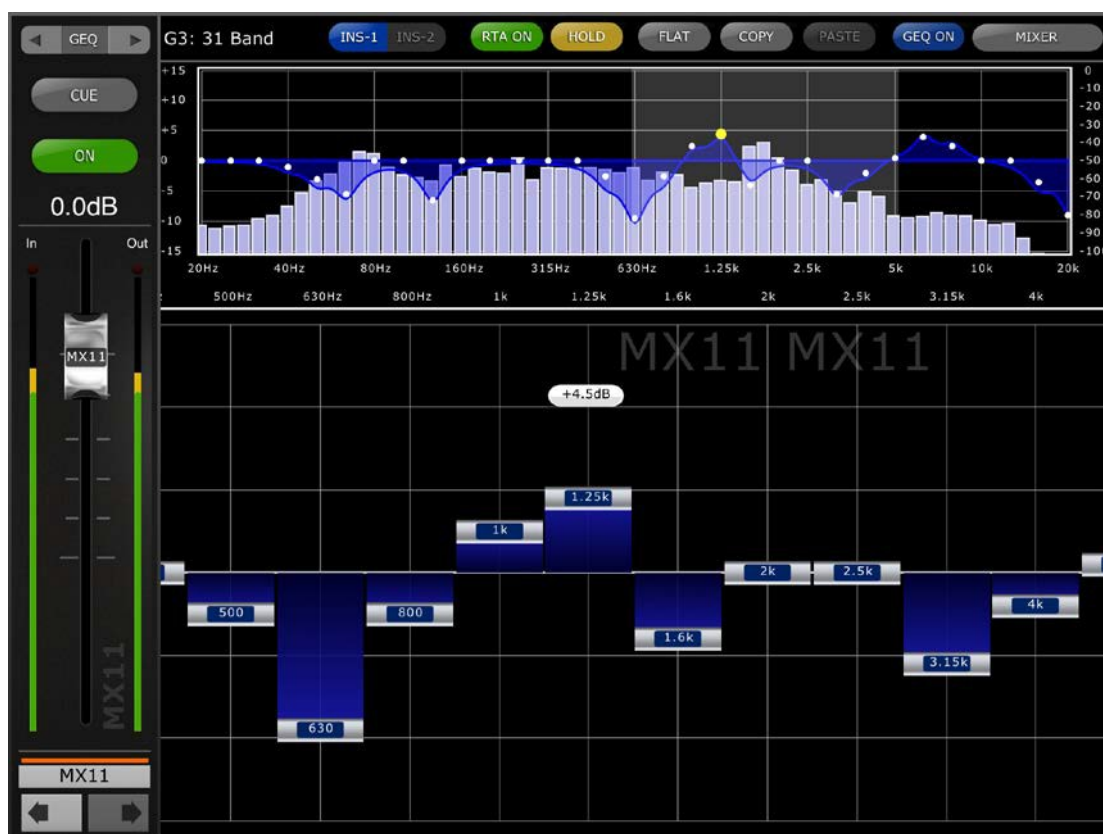 GEQ
G3: 31 Band
INS-1 INS-2
RTA ON
HOLD
FLAT
COPY
PASTE
GEQ ON
MIXER
CUE
ON
0.0dB
In Out
+15
+10
+5
0
-5
-10
-15
0
-10
-20
-30
-40
-50
-60
-70
-80
-90
-100
20Hz 40Hz 80Hz 160Hz 315Hz 630Hz 1.25k 2.5k 5k 10k 20k
500Hz 630Hz 800Hz 1k 1.25k 1.6k 2k 2.5k 3.15k 4k
MX11 MX11
MX11
+4.5dB
1.25k
1k
2k
2.5k
500
800
4k
1.6k
3.15k
630
MX11
MX11